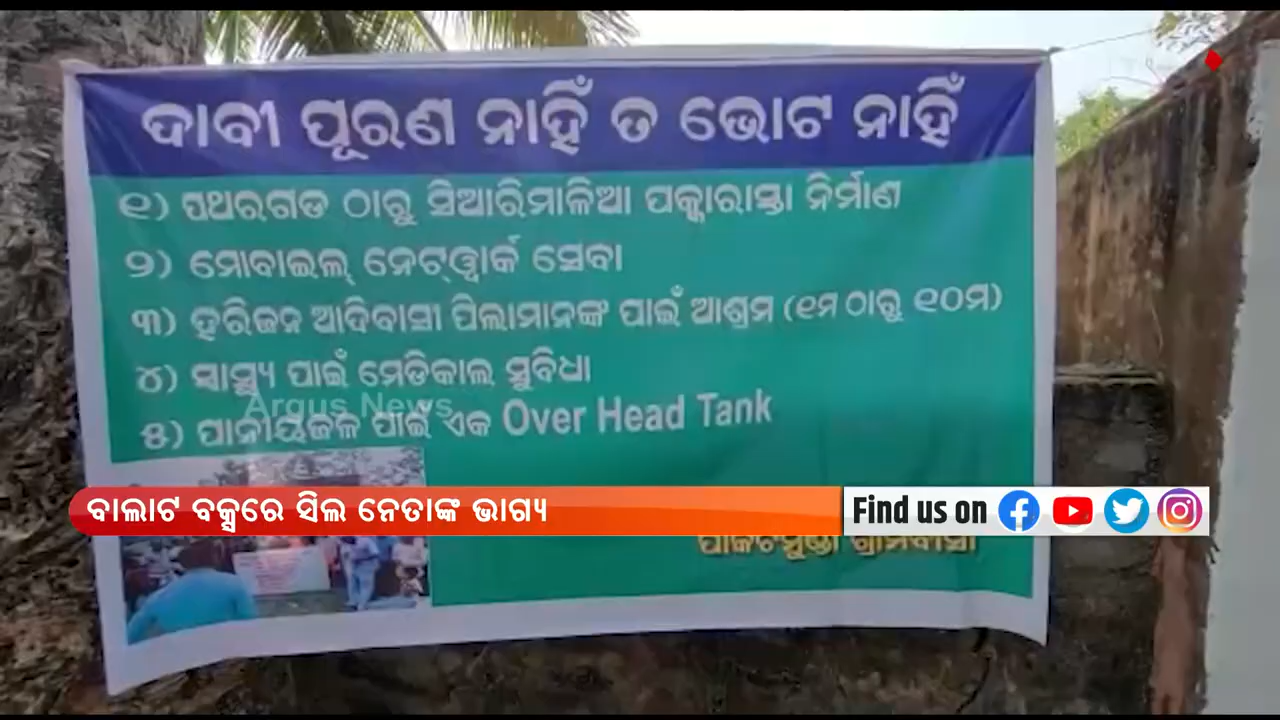 ଦାବୀ ପୂରଣ ନାହିଁ ତ ଭୋଟ ନାହିଁ
୧) ପଥରଗଡ ଠାରୁ ସିଆରିମାଳିଆ ପକ୍କାରାସ୍ତା ନିର୍ମାଣ
୨) ମୋବାଇଲ୍ ନେଟ୍‌ୱାର୍କ ସେବା
୩) ହରିଜନ ଆଦିବାସୀ ପିଲାମାନଙ୍କ ପାଇଁ ଆଶ୍ରମ (୧ମ ଠାରୁ ୧୦ମ)
୪) ସ୍ୱାସ୍ଥ୍ୟ ପାଇଁ ମେଡିକାଲ ସୁବିଧା
Argus News
୫) ପାନୀୟଜଳ ପାଇଁ ଏକ Over Head Tank
ବାଲାଟ ବକ୍ସରେ ସିଲ ନେତାଙ୍କ ଭାଗ୍ୟ
Find us on
ଗ୍ରାମବାସୀ